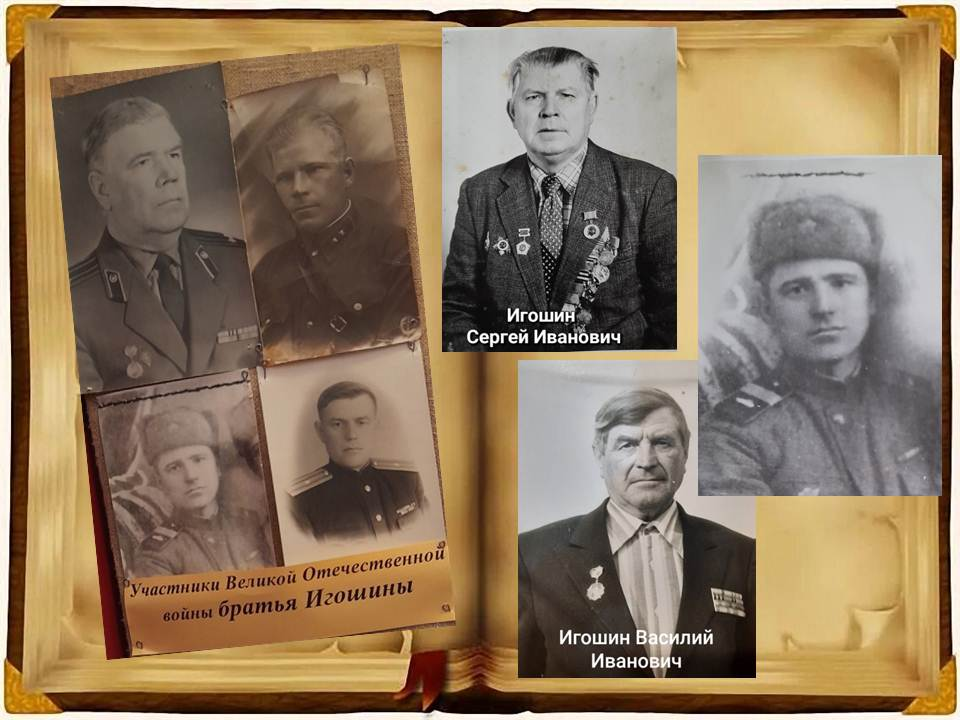 Участники Великой Отечественной
войны братья Игошины
Игошин
Сергей Иванович
Игошин Василий
Иванович